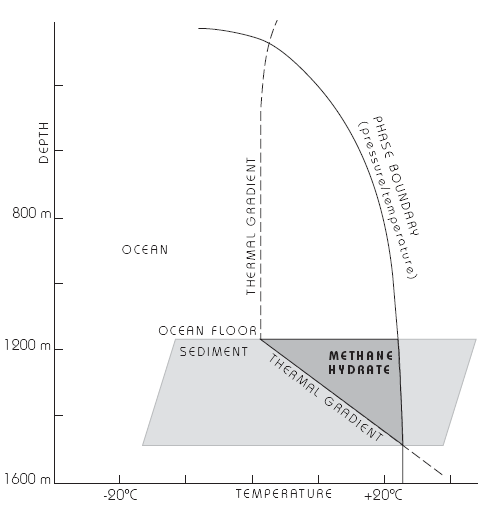 DEPTH
800 m
1200 m
1600 m
OCEAN
THERMAL GRADIENT
PHASE BOUNDARY
(pressure/temperature)
OCEAN FLOOR
SEDIMENT
METHANE
HYDRATE
THERMAL GRADIENT
-20°C
TEMPERATURE
+20°C